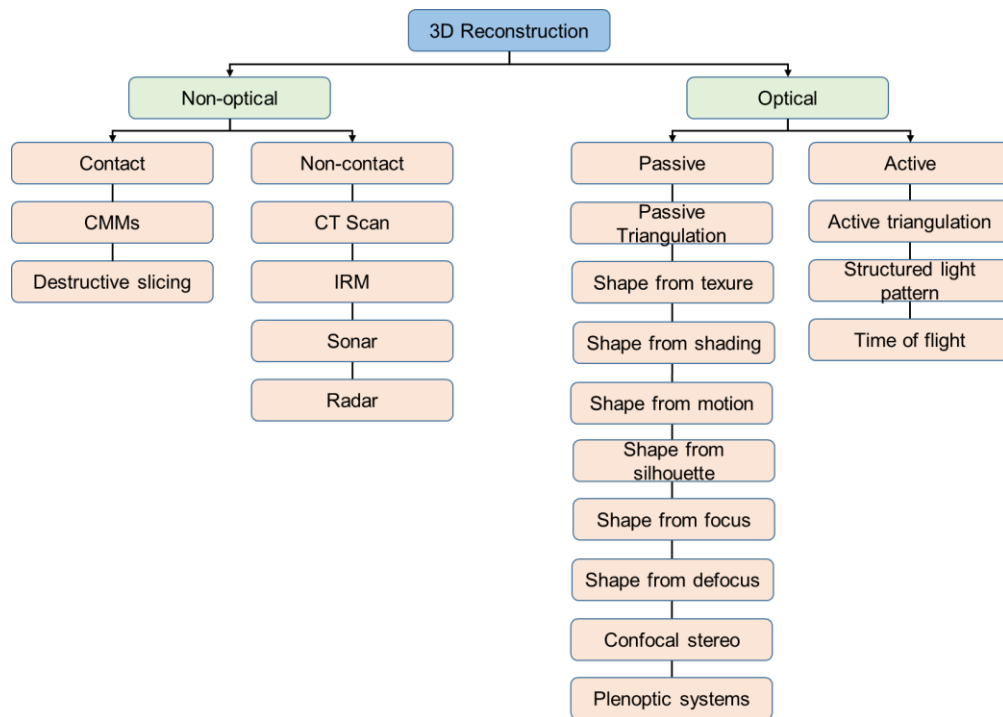 3D Reconstruction
Non-optical
Optical
Contact
Non-contact
Passive
Active
CMMs
CT Scan
Passive
Triangulation
Active triangulation
Destructive slicing
IRM
Shape from texure
Structured light
pattern
Sonar
Shape from shading
Time of flight
Radar
Shape from motion
Shape from
silhouette
Shape from focus
Shape from defocus
Confocal stereo
Plenoptic systems